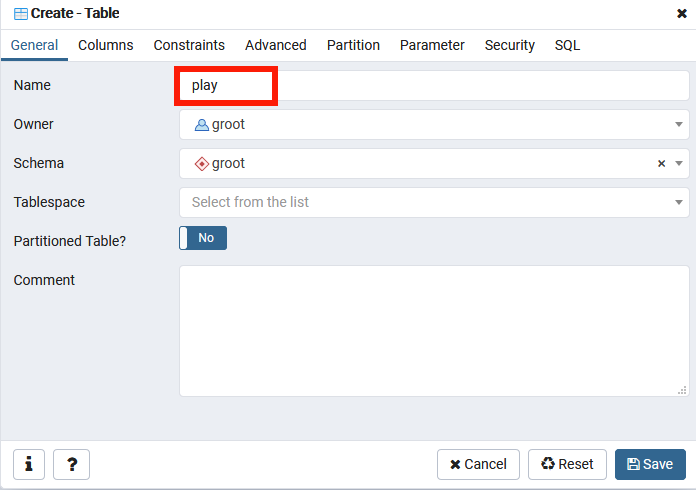 Create - Table
General Columns Constraints Advanced Partition Parameter Security SQL
Name play
Owner groot
Schema groot
Tablespace Select from the list
Partitioned Table? No
Comment
i ? Cancel Reset Save